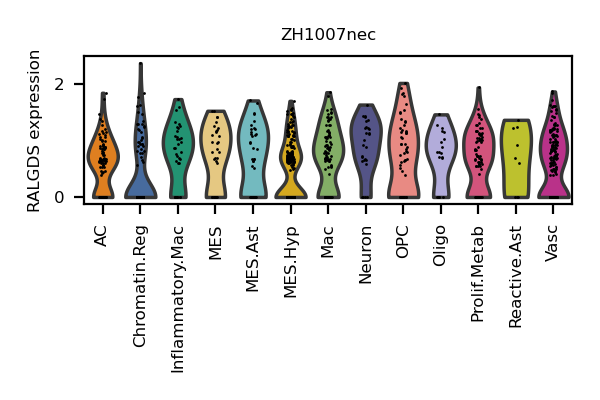 ZH1007nec
RALGDS expression
2
0
AC
Chromatin.Reg
Inflammatory.Mac
MES
MES.Ast
MES.Hyp
Mac
Neuron
OPC
Oligo
Prolif.Metab
Reactive.Ast
Vasc